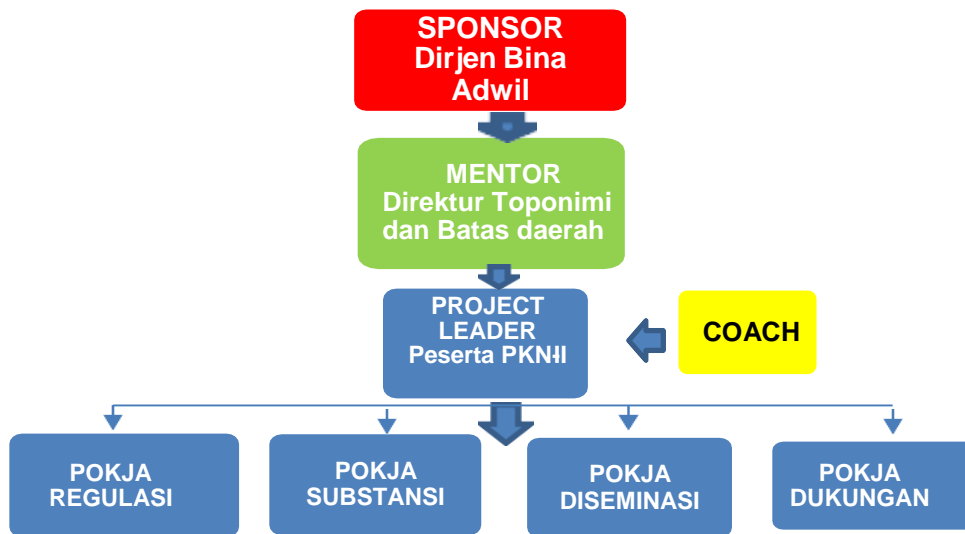 SPONSOR
Dirjen Bina
Adwil
MENTOR
Direktur Toponimi
dan Batas daerah
PROJECT
LEADER
Peserta PKN-II
COACH
POKJA
REGULASI
POKJA
SUBSTANSI
POKJA
DISEMINASI
POKJA
DUKUNGAN